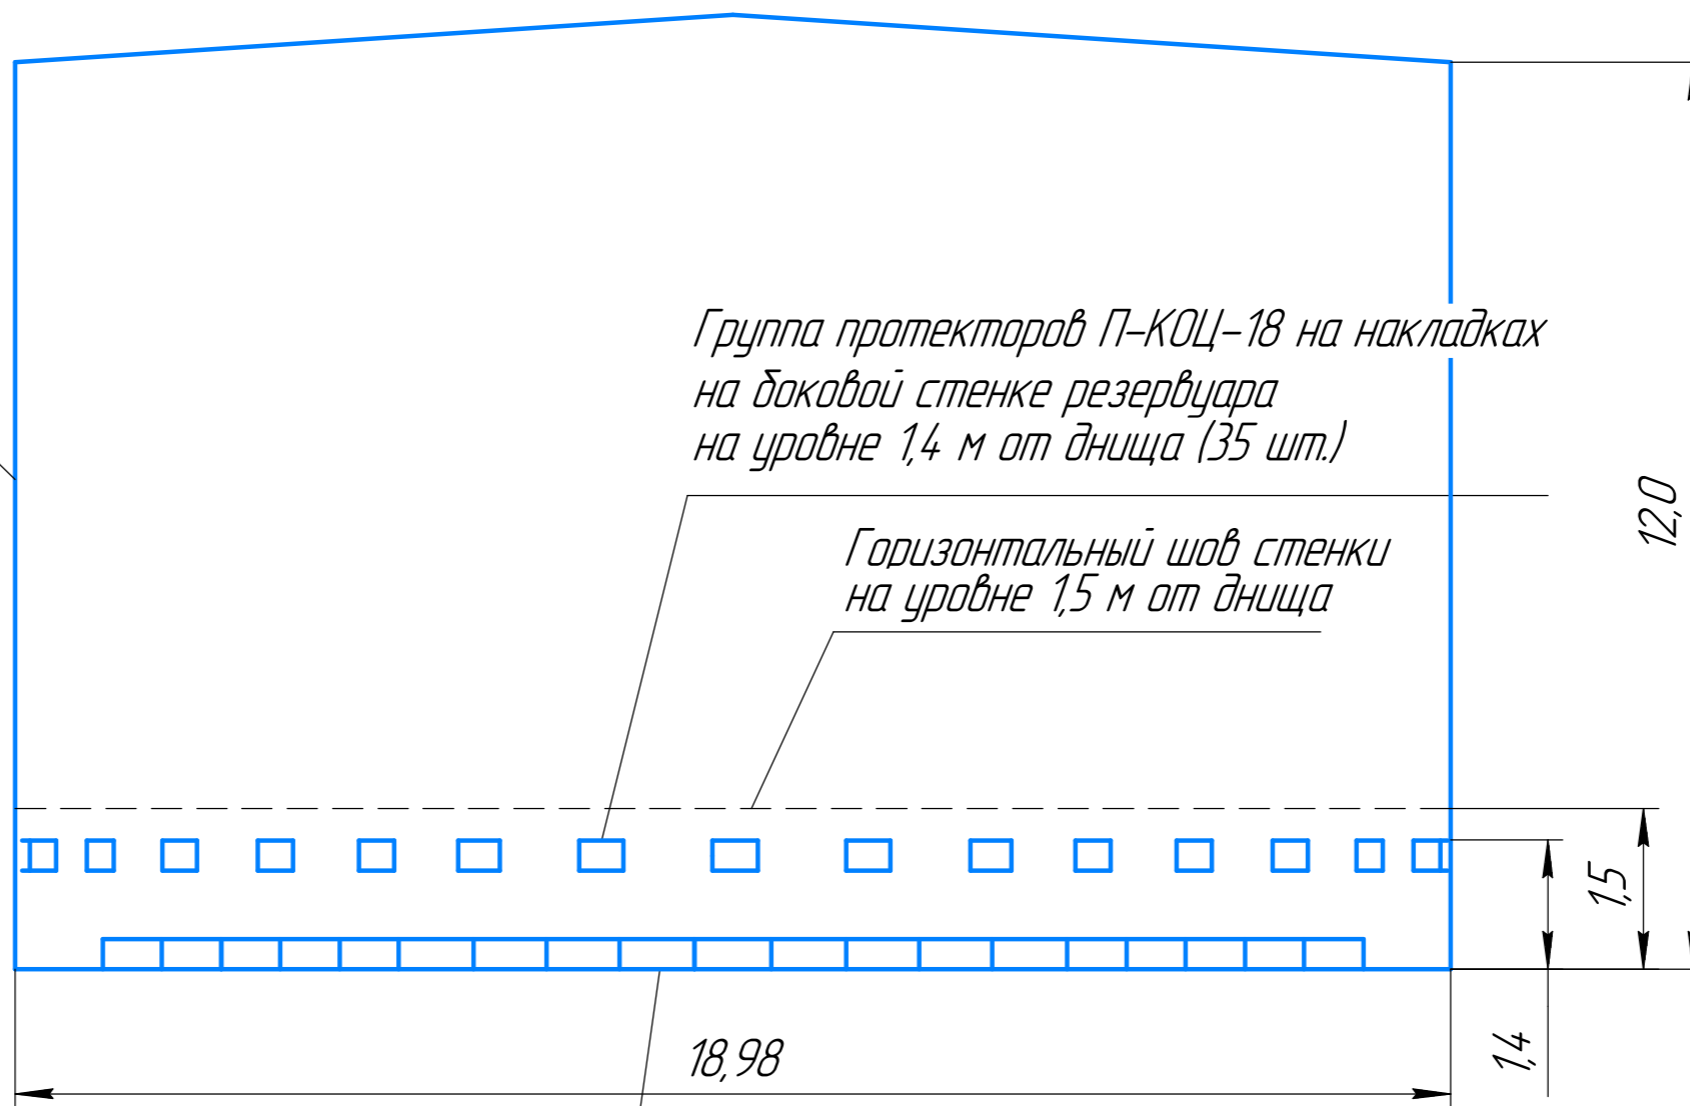 Группа протекторов П-КОЦ-18 на накладках
на боковой стенке резервуара
на уровне 1,4 м от днища (35 шт.)
12,0
Горизонтальный шов стенки
на уровне 1,5 м от днища
1,5
1,4
18,98